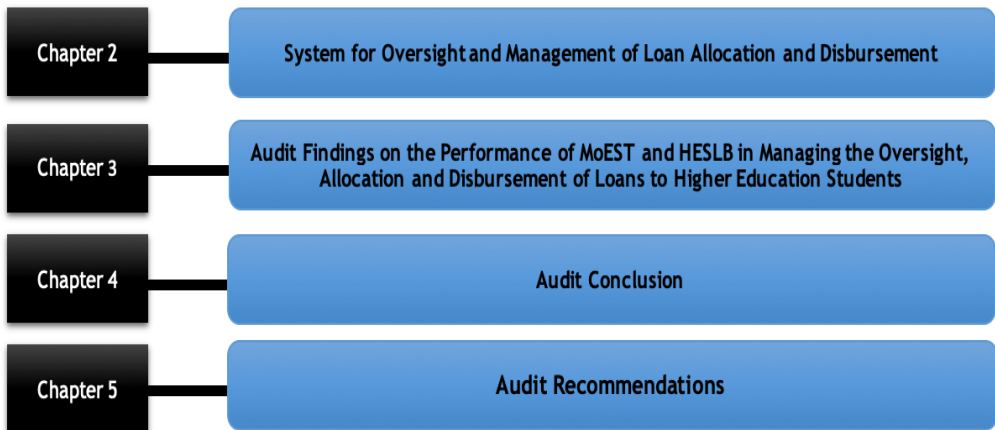 Chapter 2
System for Oversight and Management of Loan Allocation and Disbursement
Chapter 3
Audit Findings on the Performance of MoEST and HESLB in Managing the Oversight,
Allocation and Disbursement of Loans to Higher Education Students
Chapter 4
Audit Conclusion
Chapter 5
Audit Recommendations